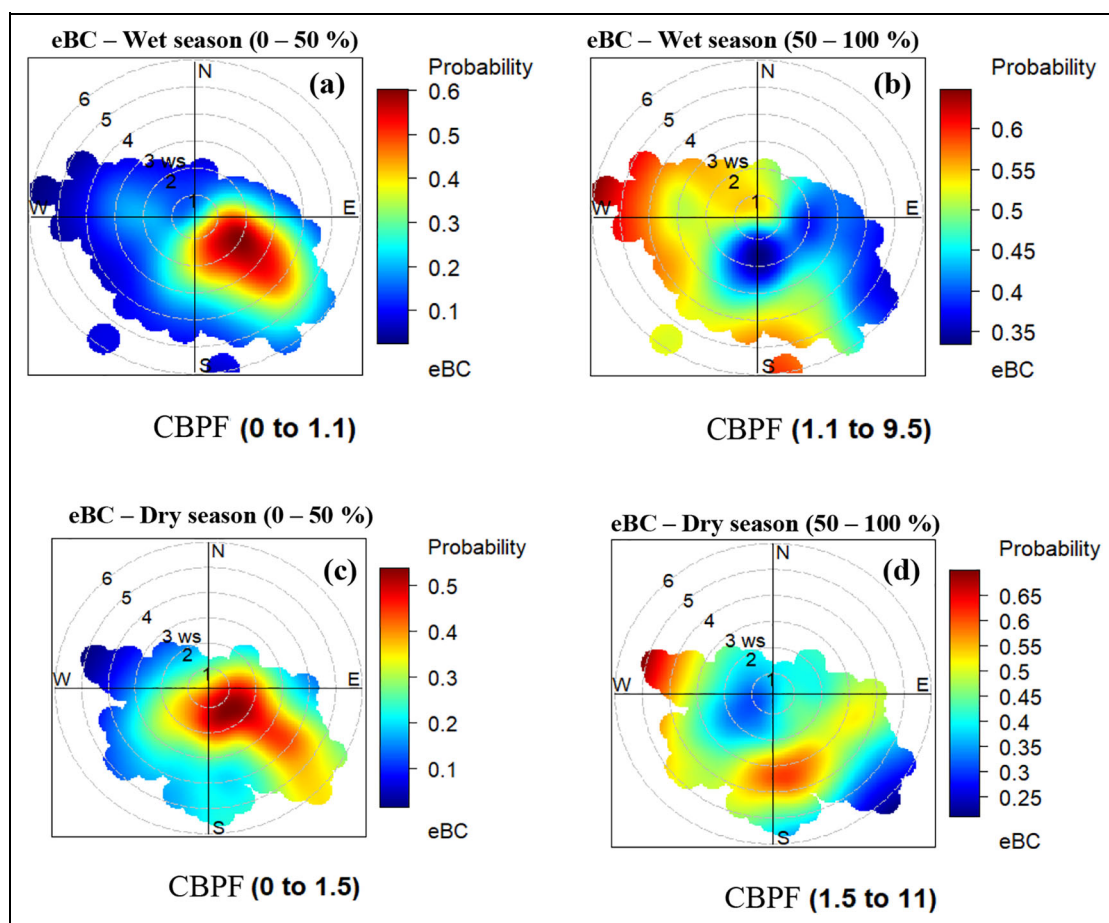 eBC – Wet season (0 – 50 %)
(a)
N
6
5
4
3 ws
2
1
W
E
S
Probability
0.6
0.5
0.4
0.3
0.2
0.1
eBC
CBPF (0 to 1.1)
eBC – Wet season (50 – 100 %)
(b)
N
6
5
4
3 ws
2
1
W
E
S
Probability
0.6
0.55
0.5
0.45
0.4
0.35
eBC
CBPF (1.1 to 9.5)
eBC – Dry season (0 – 50 %)
(c)
N
6
5
4
3 ws
2
1
W
E
S
Probability
0.5
0.4
0.3
0.2
0.1
eBC
CBPF (0 to 1.5)
eBC – Dry season (50 – 100 %)
(d)
N
6
5
4
3 ws
2
1
W
E
S
Probability
0.65
0.6
0.55
0.5
0.45
0.4
0.35
0.3
0.25
eBC
CBPF (1.5 to 11)